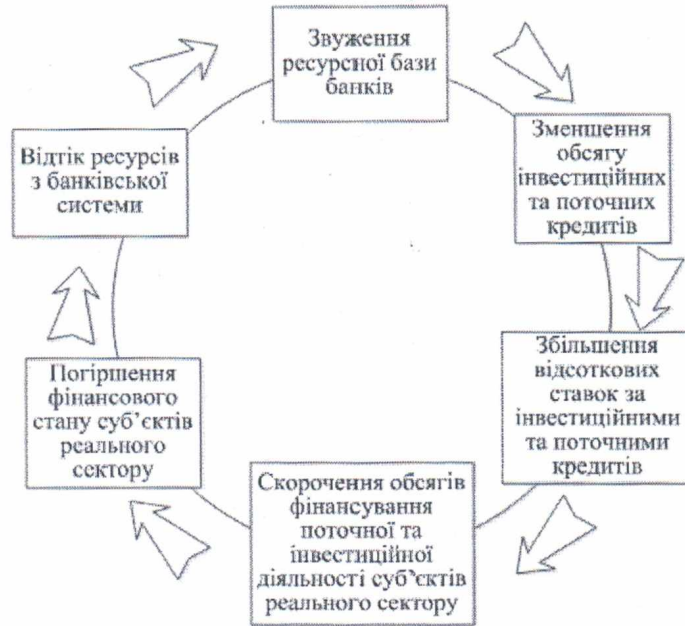 Звуження
ресурсної бази
банків
Зменшення
обсягу
інвестиційних
та поточних
кредитів
Збільшення
відсоткових
ставок за
інвестиційними
та поточними
кредитів
Скорочення обсягів
фінансування
поточної та
інвестиційної
діяльності суб’єктів
реального сектору
Погіршення
фінансового
стану суб’єктів
реального
сектору
Відтік ресурсів
з банківської
системи